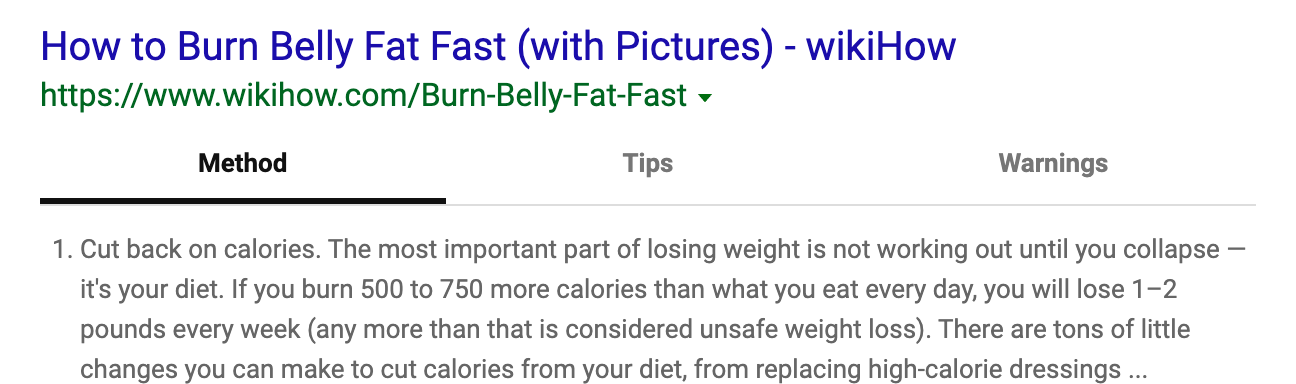 How to Burn Belly Fat Fast (with Pictures) - wikiHow
https://www.wikihow.com/Burn-Belly-Fat-Fast
Method Tips Warnings
1. Cut back on calories. The most important part of losing weight is not working out until you collapse —
it's your diet. If you burn 500 to 750 more calories than what you eat every day, you will lose 1–2
pounds every week (any more than that is considered unsafe weight loss). There are tons of little
changes you can make to cut calories from your diet, from replacing high-calorie dressings ...